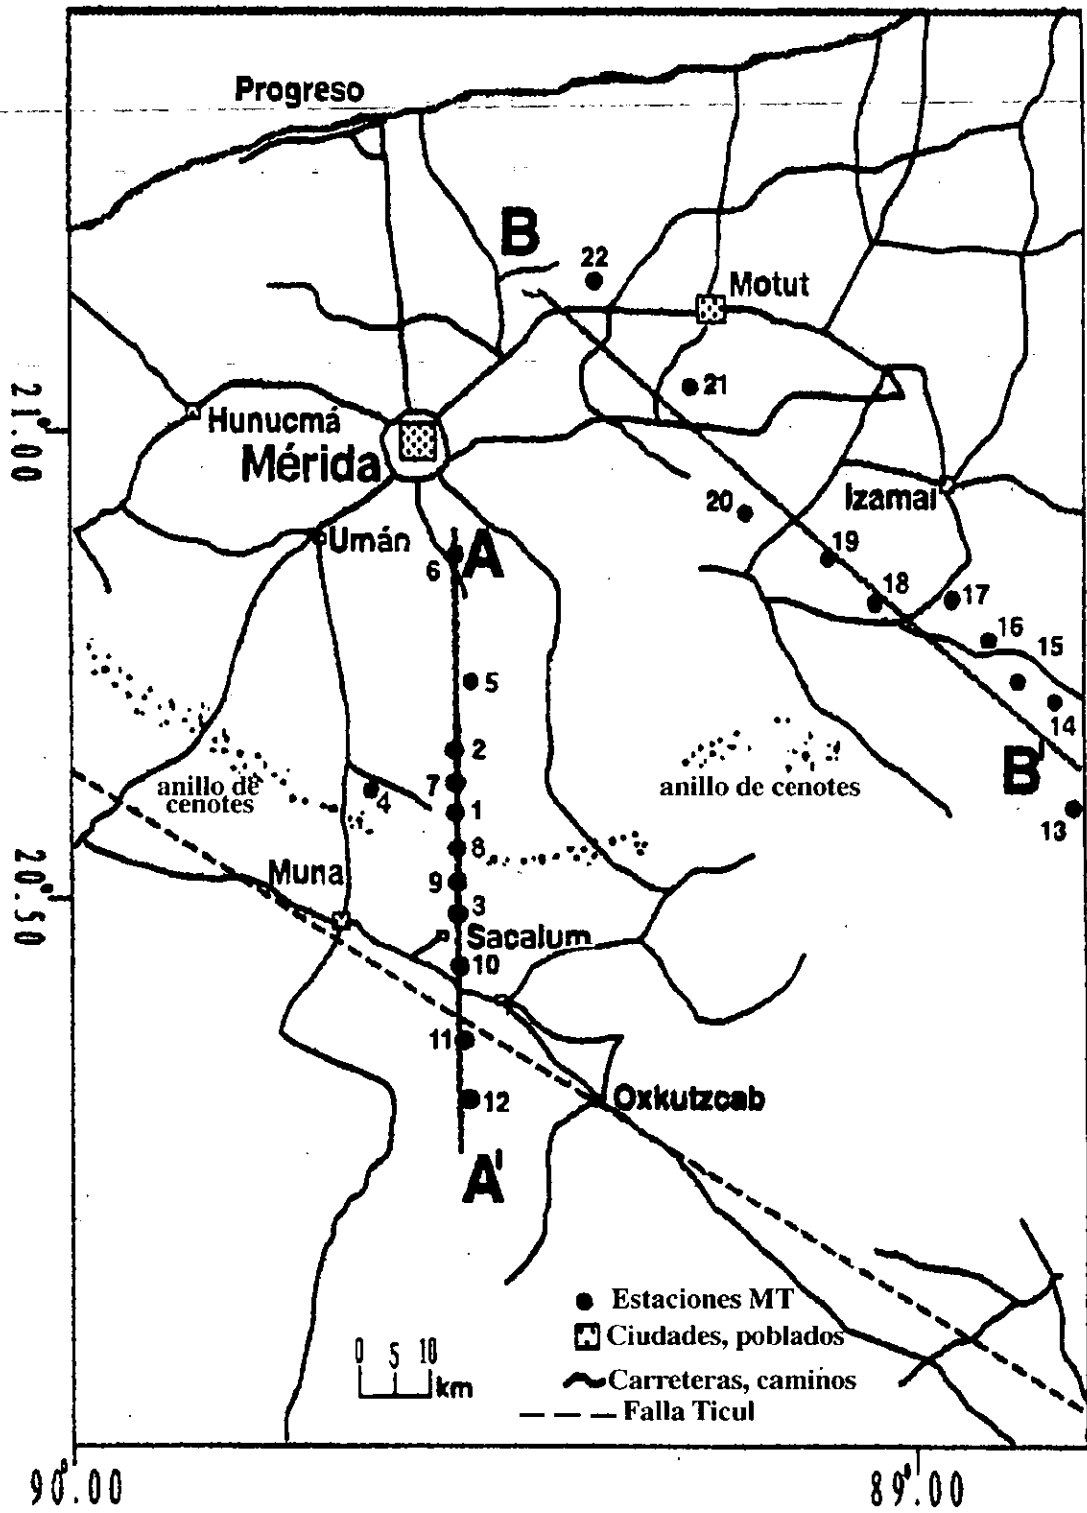 Progreso
B
22
Motut
21
21°.00
Hunucmá
Mérida
Izamal
20
Umán
A
6
19
18
17
16
15
5
14
2
B'
7
anillo de
cenotes
4
anillo de cenotes
1
13
8
20°.50
Muna
9
3
Sacalum
10
11
12
Oxkutzcab
A'
Estaciones MT
Ciudades, poblados
0 5 10
km
Carreteras, caminos
Falla Ticul
90°.00
89°.00